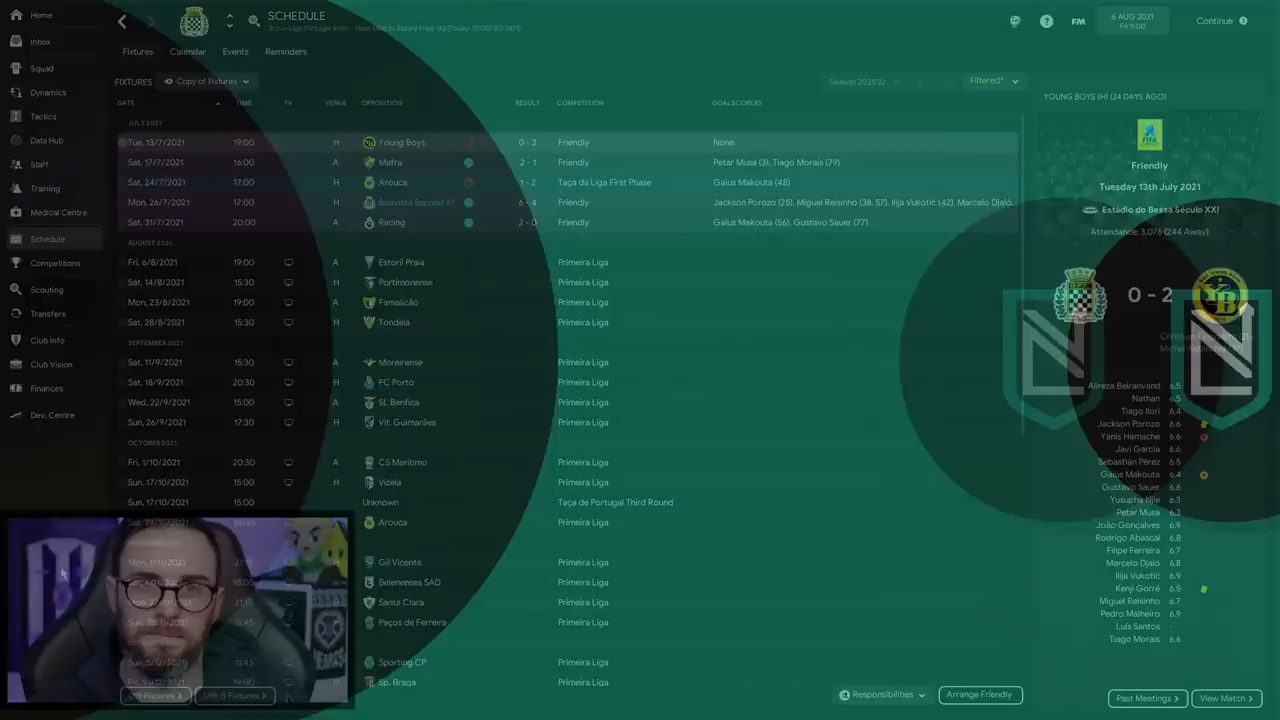 Home
SCHEDULE
6 AUG 2021
Fri 9:00
Continue
FM
Inbox
Fixtures Calendar Events Reminders
Squad
FIXTURES Copy of Fixtures Season 2021/22 Filtered*
Dynamics
YOUNG BOYS (H) (24 DAYS AGO)
DATE TIME TV VENUE OPPOSITION RESULT COMPETITION GOALSCORERS
Tactics
JULY 2021
Data Hub
Tue, 13/7/2021 19:00 H Young Boys 0 - 2 Friendly None
Staff
Sat, 17/7/2021 16:00 A Mafra 2 - 1 Friendly Petar Musa (3), Tiago Morais (79)
Friendly
Training
Sat, 24/7/2021 17:00 H Arouca 1 - 2 Taça da Liga First Phase Gaius Makouta (48)
Tuesday 13th July 2021
Medical Centre
Mon, 26/7/2021 17:00 H 6 - 4 Friendly Jackson Porozo (25), Miguel Reisinho (38, 57), Ilija Vukotić (42), Marcelo Djaló...
Estádio do Bessa Século XXI
Sat, 31/7/2021 20:00 A Racing 2 - 0 Friendly Gaius Makouta (56), Gustavo Sauer (77)
Attendance: 3,076 (244 Away)
Schedule
AUGUST 2021
Competitions
Fri, 6/8/2021 19:00 A Estoril Praia Primeira Liga
Sat, 14/8/2021 15:30 H Portimonense Primeira Liga
Scouting
0 - 2
Mon, 23/8/2021 19:00 A Famalicão Primeira Liga
Transfers
Sat, 28/8/2021 15:30 H Tondela Primeira Liga
Club Info
SEPTEMBER 2021
Club Vision
Sat, 11/9/2021 15:30 A Moreirense Primeira Liga
Finances
Sat, 18/9/2021 20:30 H FC Porto Primeira Liga
Alireza Beiranvand 6.5
Nathan 6.5
Wed, 22/9/2021 15:00 A SL Benfica Primeira Liga
Tiago Ilori 6.4
Dev. Centre
Sun, 26/9/2021 17:30 H Vit. Guimarães Primeira Liga
Jackson Porozo 6.6
Yanis Hamache 6.6
OCTOBER 2021
Javi García 6.6
Fri, 1/10/2021 20:30 A CS Marítimo Primeira Liga
Sebastián Pérez 6.5
Gaius Makouta 6.4
Sun, 17/10/2021 15:00 H Vizela Primeira Liga
Gustavo Sauer 6.6
Sun, 17/10/2021 15:00 Unknown Taça de Portugal Third Round
Yusupha Njie 6.3
Petar Musa 6.3
Arouca Primeira Liga
João Gonçalves 6.9
Rodrigo Abascal 6.8
Filipe Ferreira 6.7
Gil Vicente Primeira Liga
Marcelo Djaló 6.8
Ilija Vukotić 6.9
18:00 Belenenses SAD Primeira Liga
Kenji Gorré 6.5
21:15 Santa Clara Primeira Liga
Miguel Reisinho 6.7
Pedro Malheiro 6.9
Paços de Ferreira Primeira Liga
Luís Santos -
Tiago Morais 6.6
Sun, 5/12/2021 Sporting CP Primeira Liga
Sp. Braga Primeira Liga
U19 Fixtures U19 B Fixtures Responsibilities Arrange Friendly Past Meetings View Match